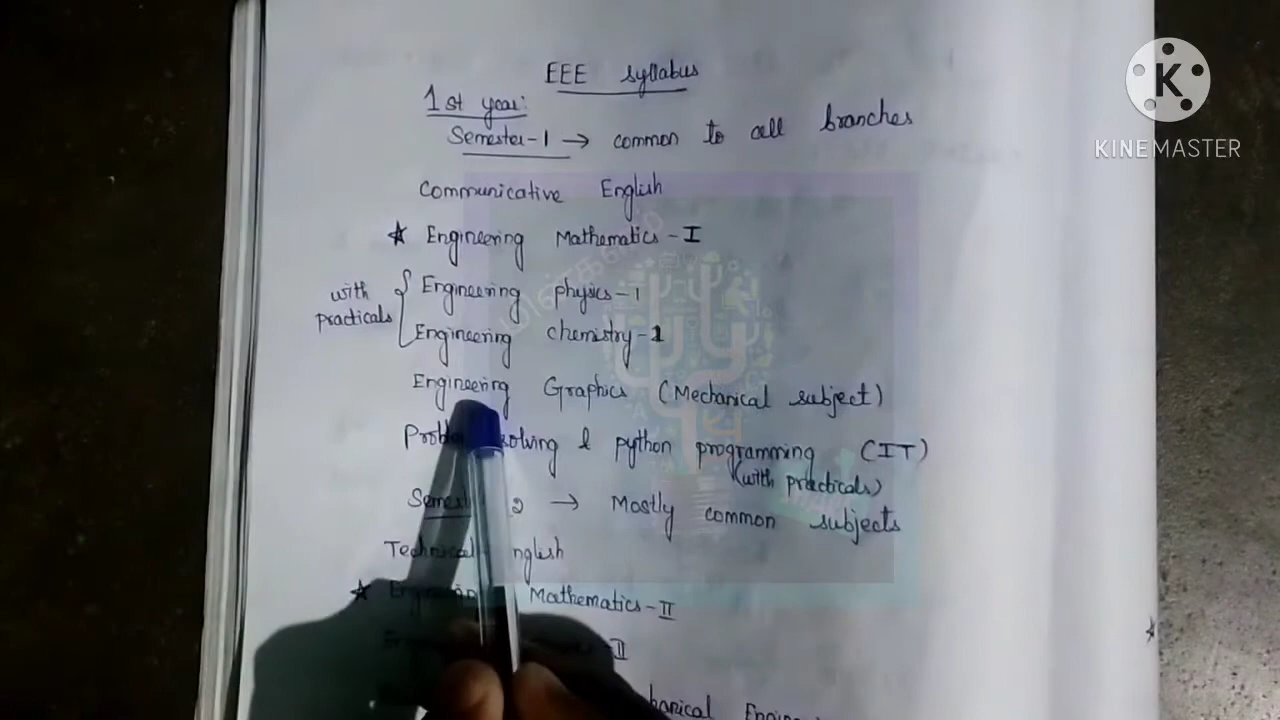 EEE syllabus
1st year:
Semester-1 → common to all branches
Communicative English
☆ Engineering Mathematics-I
with practicals { Engineering physics-1
Engineering chemistry-1
Engineering Graphics (Mechanical subject)
solving & python programming (IT)
(with practicals)
2 → Mostly common subjects
Technical
☆ Mathematics-II
II
K
KINEMASTER